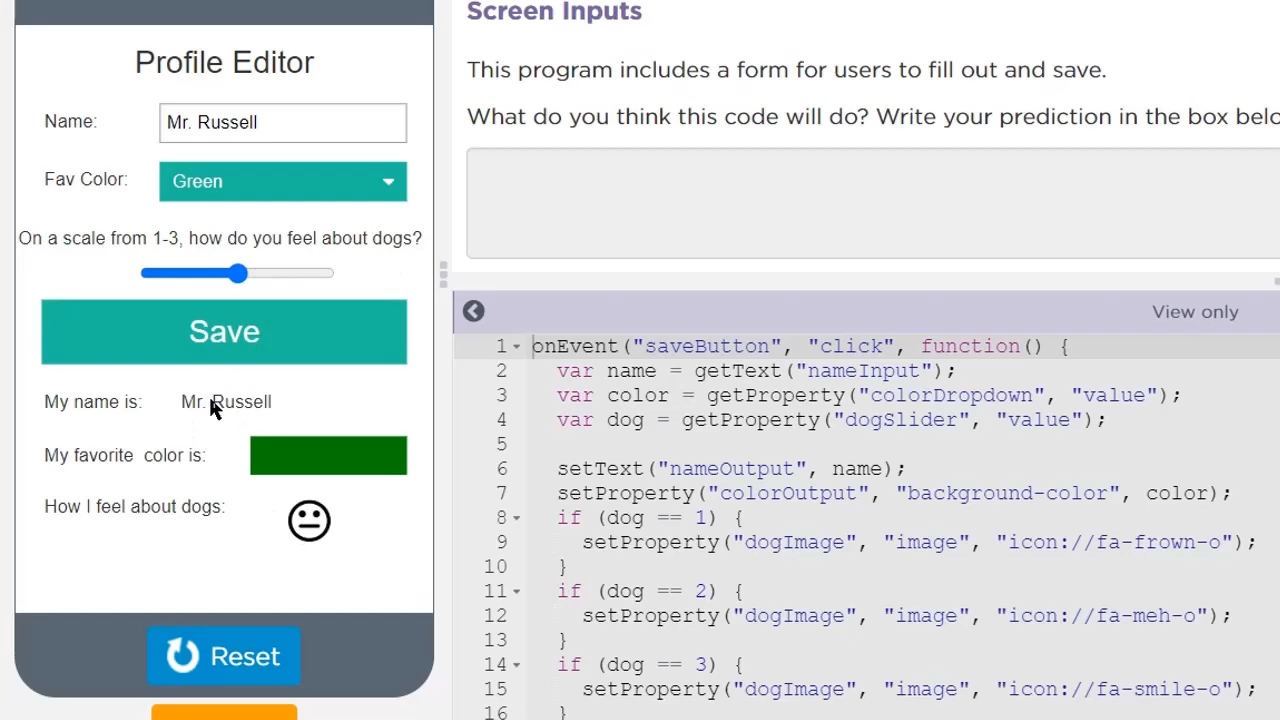 Profile Editor
Name:
Mr. Russell
Fav Color:
Green
On a scale from 1-3, how do you feel about dogs?
Save
My name is:
Mr. Russell
My favorite  color is:
How I feel about dogs:
Reset
Screen Inputs
This program includes a form for users to fill out and save.
What do you think this code will do? Write your prediction in the box belo
View only
1 onEvent("saveButton", "click", function() {
2 var name = getText("nameInput");
3 var color = getProperty("colorDropdown", "value");
4 var dog = getProperty("dogSlider", "value");
5
6 setText("nameOutput", name);
7 setProperty("colorOutput", "background-color", color);
8 if (dog == 1) {
9 setProperty("dogImage", "image", "icon://fa-frown-o");
10 }
11 if (dog == 2) {
12 setProperty("dogImage", "image", "icon://fa-meh-o");
13 }
14 if (dog == 3) {
15 setProperty("dogImage", "image", "icon://fa-smile-o");
16 }